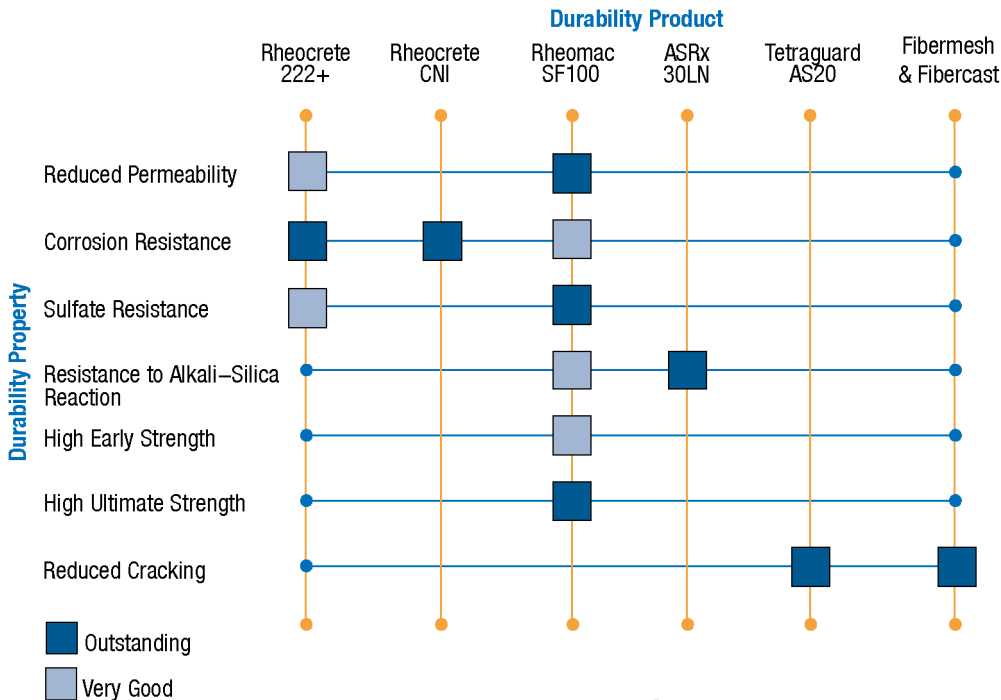 Durability Product
Rheocrete
222+
Rheocrete
CNI
Rheomac
SF100
ASRx
30LN
Tetraguard
AS20
Fibermesh
& Fibercast
Durability Property
Reduced Permeability
Corrosion Resistance
Sulfate Resistance
Resistance to Alkali–Silica
Reaction
High Early Strength
High Ultimate Strength
Reduced Cracking
Outstanding
Very Good